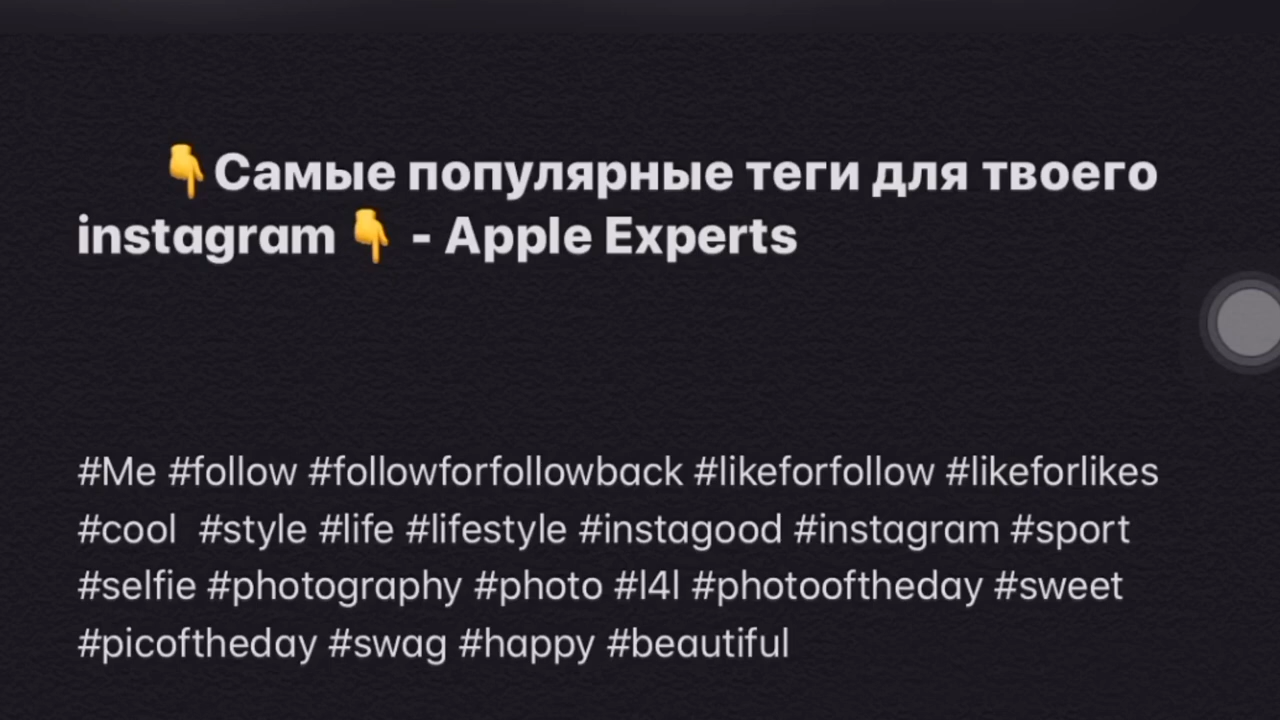 👇Самые популярные теги для твоего
instagram 👇 - Apple Experts
#Me #follow #followforfollowback #likeforfollow #likeforlikes
#cool  #style #life #lifestyle #instagood #instagram #sport
#selfie #photography #photo #l4l #photooftheday #sweet
#picoftheday #swag #happy #beautiful